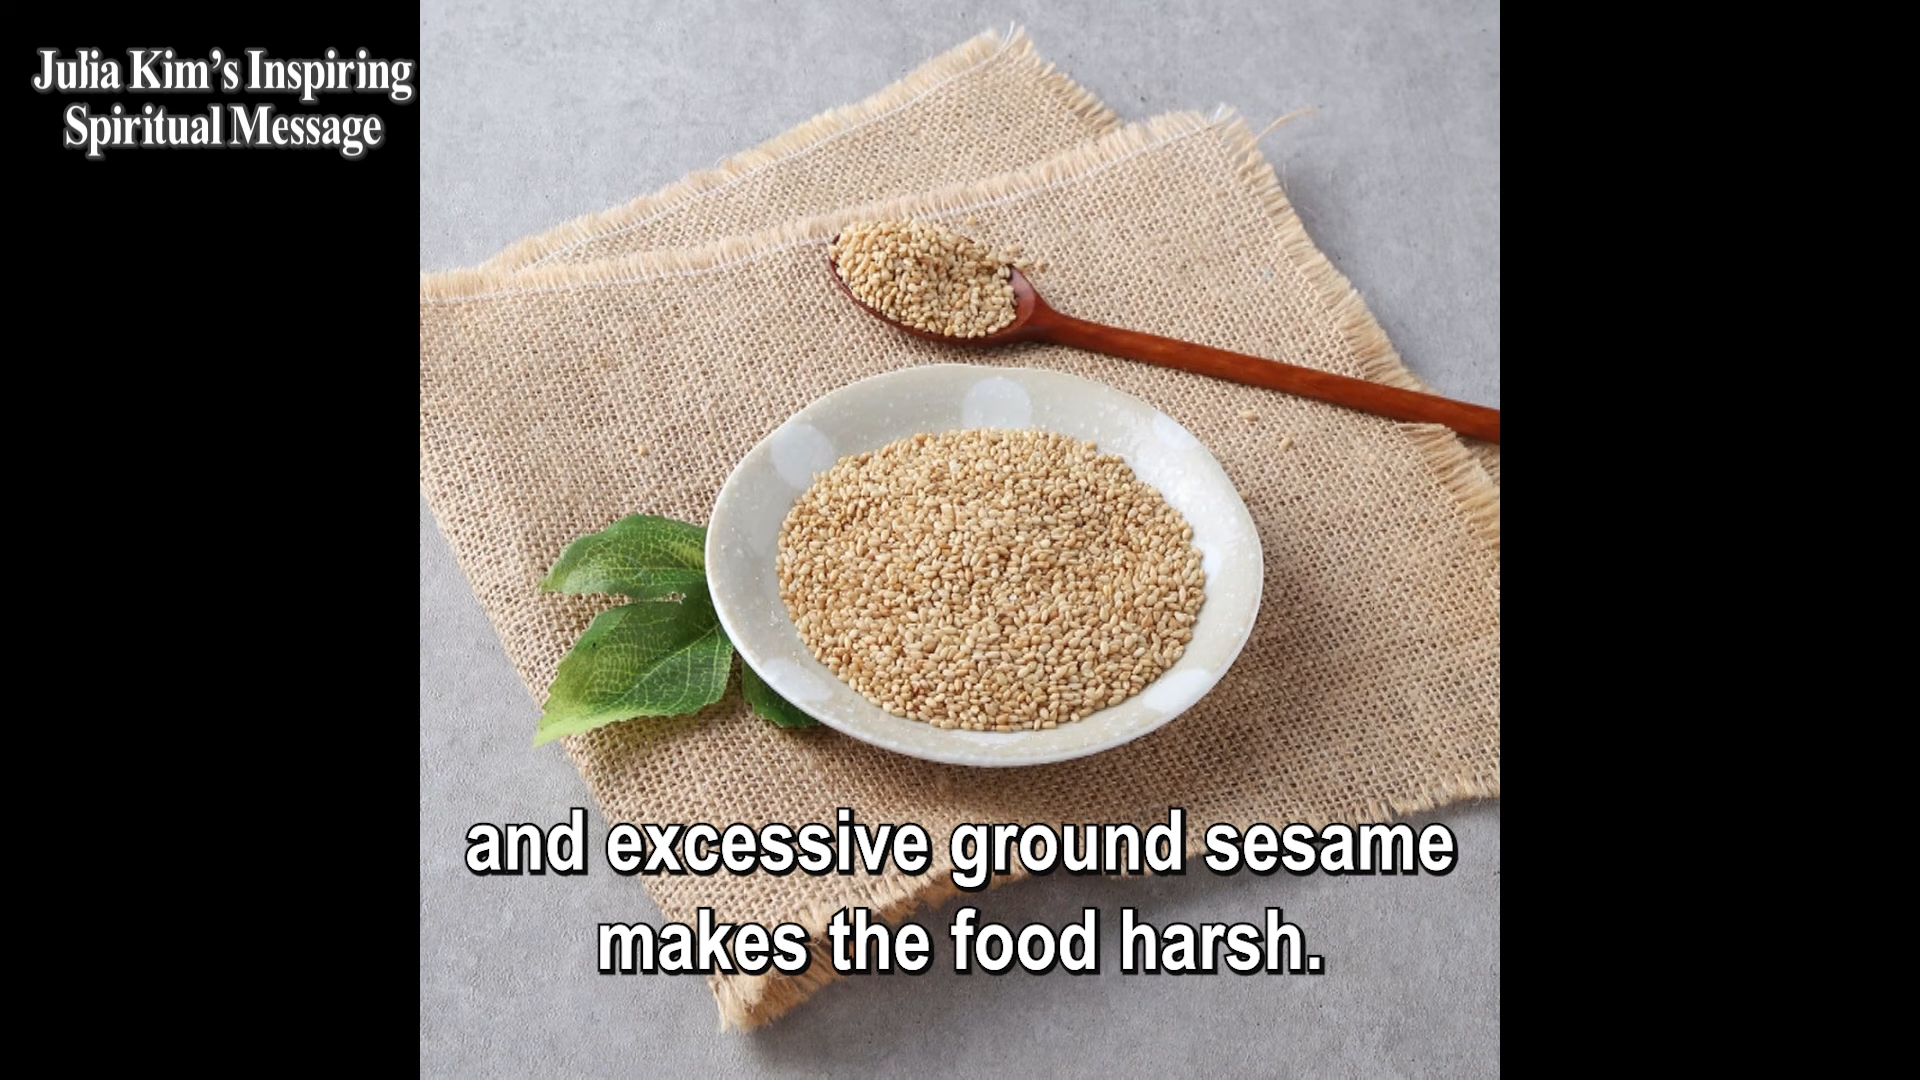 Julia Kim’s Inspiring
Spiritual Message
and excessive ground sesame
makes the food harsh.